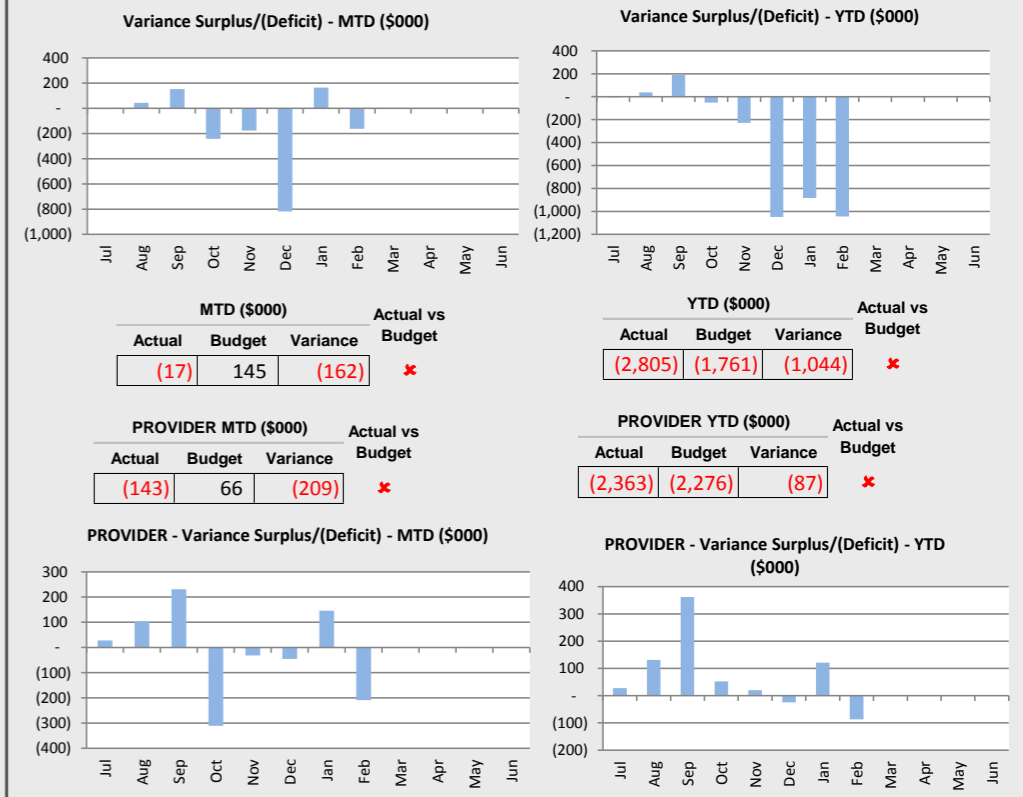 Variance Surplus/(Deficit) - MTD ($000)
400
200
-
(200)
(400)
(600)
(800)
(1,000)
Jul Aug Sep Oct Nov Dec Jan Feb Mar Apr May Jun
Variance Surplus/(Deficit) - YTD ($000)
400
200
-
(200)
(400)
(600)
(800)
(1,000)
(1,200)
Jul Aug Sep Oct Nov Dec Jan Feb Mar Apr May Jun
MTD ($000)
Actual vs
Budget
Actual Budget Variance
(17) 145 (162) ✖
YTD ($000)
Actual vs
Budget
Actual Budget Variance
(2,805) (1,761) (1,044) ✖
PROVIDER MTD ($000)
Actual vs
Budget
Actual Budget Variance
(143) 66 (209) ✖
PROVIDER YTD ($000)
Actual vs
Budget
Actual Budget Variance
(2,363) (2,276) (87) ✖
PROVIDER - Variance Surplus/(Deficit) - MTD ($000)
300
200
100
-
(100)
(200)
(300)
(400)
Jul Aug Sep Oct Nov Dec Jan Feb Mar Apr May Jun
PROVIDER - Variance Surplus/(Deficit) - YTD
($000)
400
300
200
100
-
(100)
(200)
Jul Aug Sep Oct Nov Dec Jan Feb Mar Apr May Jun